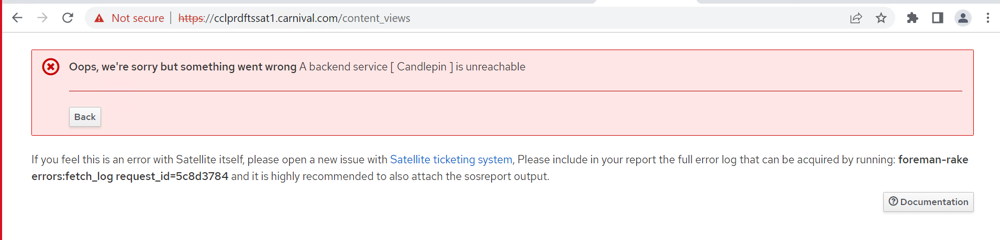 Not secure | https://cclprdftssat1.carnival.com/content_views
Oops, we're sorry but something went wrong A backend service [ Candlepin ] is unreachable
Back
If you feel this is an error with Satellite itself, please open a new issue with Satellite ticketing system, Please include in your report the full error log that can be acquired by running: foreman-rake
errors:fetch_log request_id=5c8d3784 and it is highly recommended to also attach the sosreport output.
Documentation